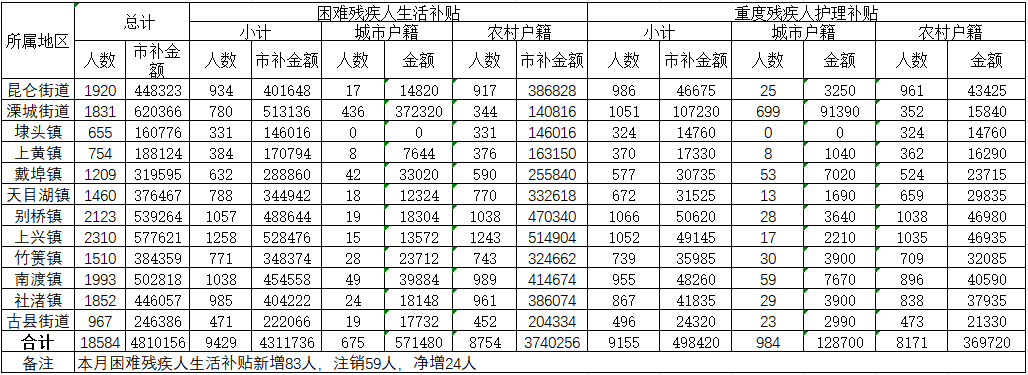 所属地区 总计 困难残疾人生活补贴 重度残疾人护理补贴
小计 城市户籍 农村户籍 小计 城市户籍 农村户籍
人数 市补金额 人数 市补金额 人数 金额 人数 市补金额 人数 市补金额 人数 金额 人数 金额
昆仑街道 1920 448323 934 401648 17 14820 917 386828 986 46675 25 3250 961 43425
溧城街道 1831 620366 780 513136 436 372320 344 140816 1051 107230 699 91390 352 15840
埭头镇 655 160776 331 146016 0 0 331 146016 324 14760 0 0 324 14760
上黄镇 754 188124 384 170794 8 7644 376 163150 370 17330 8 1040 362 16290
戴埠镇 1209 319595 632 288860 42 33020 590 255840 577 30735 53 7020 524 23715
天目湖镇 1460 376467 788 344942 18 12324 770 332618 672 31525 13 1690 659 29835
别桥镇 2123 539264 1057 488644 19 18304 1038 470340 1066 50620 28 3640 1038 46980
上兴镇 2310 577621 1258 528476 15 13572 1243 514904 1052 49145 17 2210 1035 46935
竹箦镇 1510 384359 771 348374 28 23712 743 324662 739 35985 30 3900 709 32085
南渡镇 1993 502818 1038 454558 49 39884 989 414674 955 48260 59 7670 896 40590
社渚镇 1852 446057 985 404222 24 18148 961 386074 867 41835 29 3900 838 37935
古县街道 967 246386 471 222066 19 17732 452 204334 496 24320 23 2990 473 21330
合计 18584 4810156 9429 4311736 675 571480 8754 3740256 9155 498420 984 128700 8171 369720
备注 本月困难残疾人生活补贴新增83人，注销59人，净增24人